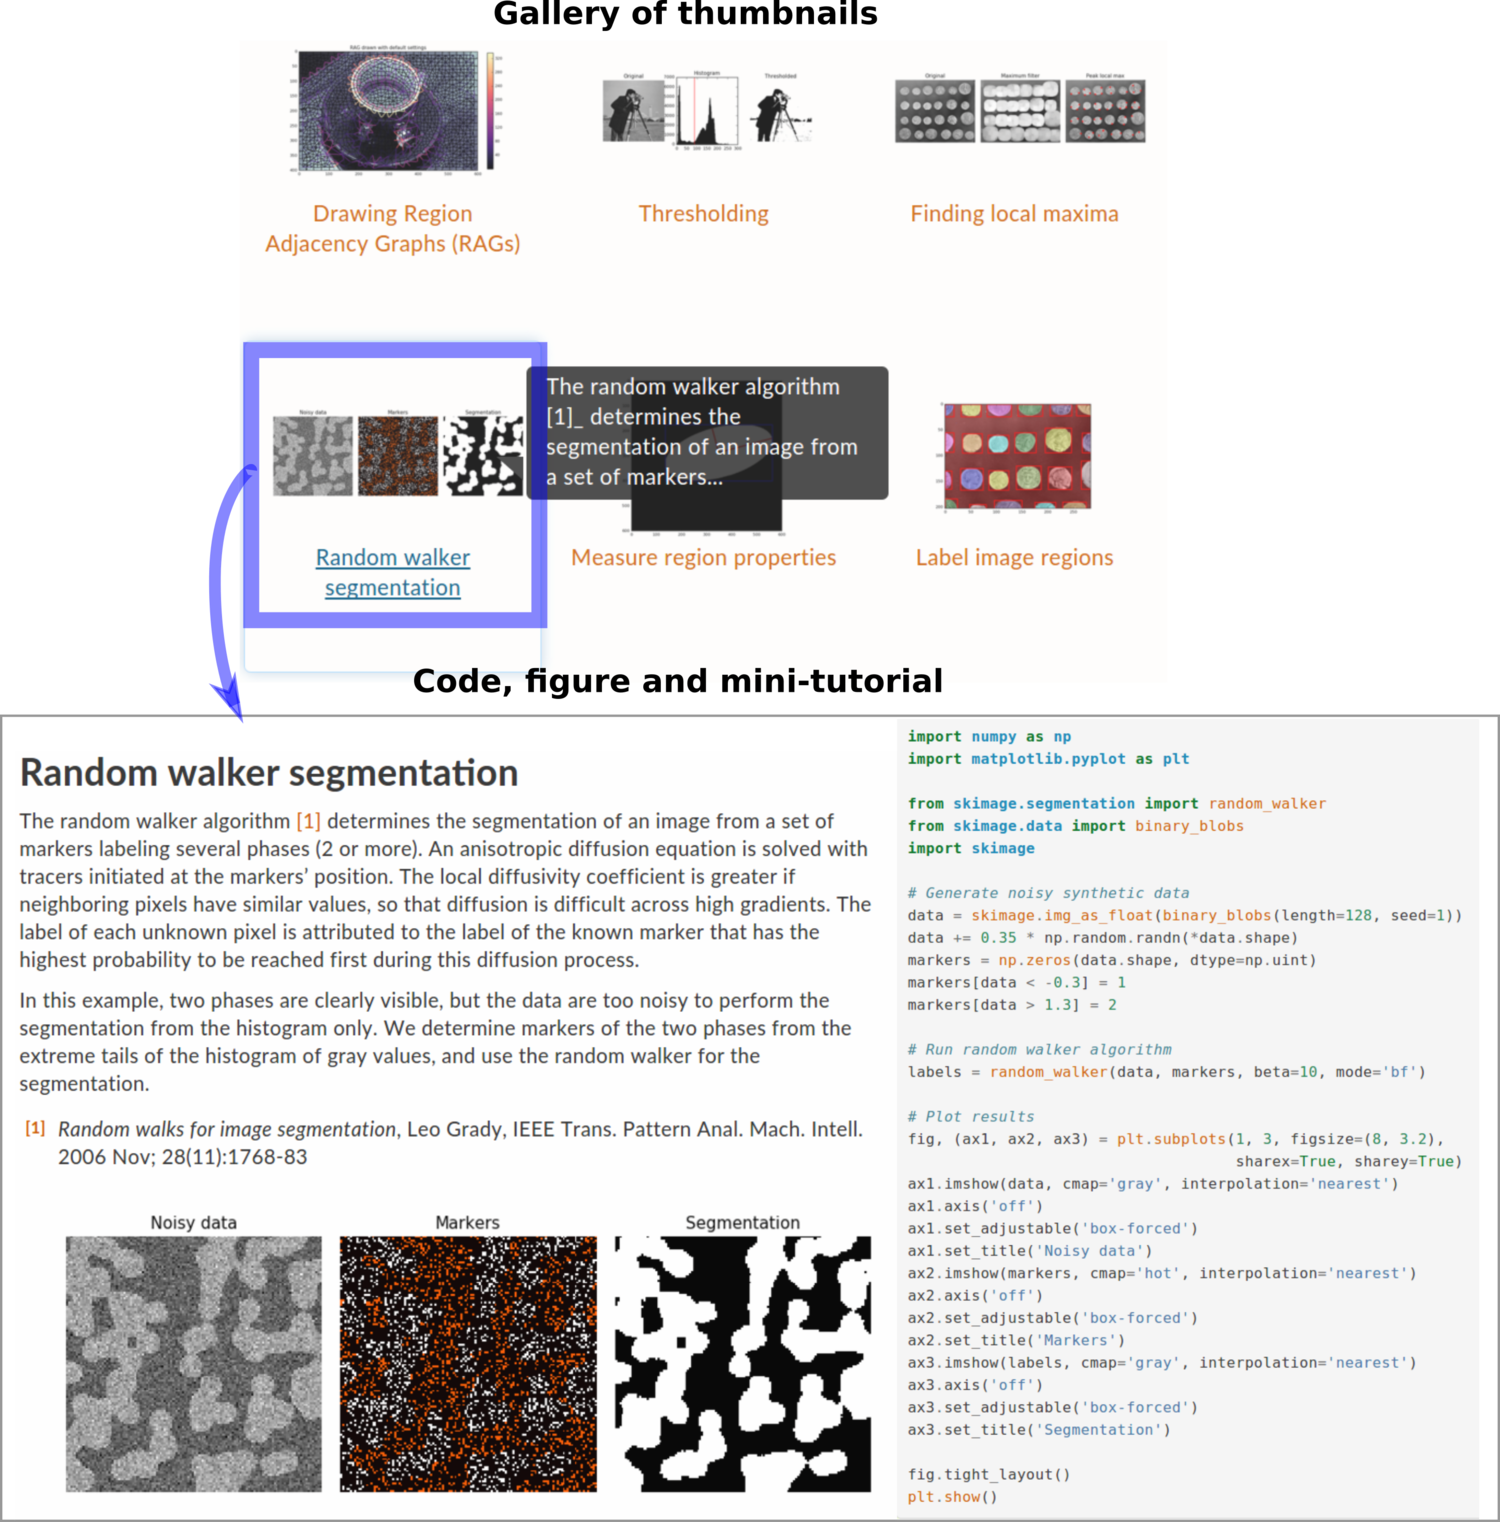 Gallery of thumbnails
RAG drawn with default settings
Original
Histogram
Thresholded
Original
Maximum filter
Peak local max
Drawing Region
Adjacency Graphs (RAGs)
Thresholding
Finding local maxima
Noisy data
Markers
Segmentation
The random walker algorithm
[1]_ determines the
segmentation of an image from
a set of markers...
Random walker
segmentation
Measure region properties
Label image regions
Code, figure and mini-tutorial
Random walker segmentation
The random walker algorithm [1] determines the segmentation of an image from a set of
markers labeling several phases (2 or more). An anisotropic diffusion equation is solved with
tracers initiated at the markers’ position. The local diffusivity coefficient is greater if
neighboring pixels have similar values, so that diffusion is difficult across high gradients. The
label of each unknown pixel is attributed to the label of the known marker that has the
highest probability to be reached first during this diffusion process.
In this example, two phases are clearly visible, but the data are too noisy to perform the
segmentation from the histogram only. We determine markers of the two phases from the
extreme tails of the histogram of gray values, and use the random walker for the
segmentation.
[1] Random walks for image segmentation, Leo Grady, IEEE Trans. Pattern Anal. Mach. Intell.
2006 Nov; 28(11):1768-83
Noisy data
Markers
Segmentation
import numpy as np
import matplotlib.pyplot as plt
from skimage.segmentation import random_walker
from skimage.data import binary_blobs
import skimage
# Generate noisy synthetic data
data = skimage.img_as_float(binary_blobs(length=128, seed=1))
data += 0.35 * np.random.randn(*data.shape)
markers = np.zeros(data.shape, dtype=np.uint)
markers[data < -0.3] = 1
markers[data > 1.3] = 2
# Run random walker algorithm
labels = random_walker(data, markers, beta=10, mode='bf')
# Plot results
fig, (ax1, ax2, ax3) = plt.subplots(1, 3, figsize=(8, 3.2),
sharex=True, sharey=True)
ax1.imshow(data, cmap='gray', interpolation='nearest')
ax1.axis('off')
ax1.set_adjustable('box-forced')
ax1.set_title('Noisy data')
ax2.imshow(markers, cmap='hot', interpolation='nearest')
ax2.axis('off')
ax2.set_adjustable('box-forced')
ax2.set_title('Markers')
ax3.imshow(labels, cmap='gray', interpolation='nearest')
ax3.axis('off')
ax3.set_adjustable('box-forced')
ax3.set_title('Segmentation')
fig.tight_layout()
plt.show()